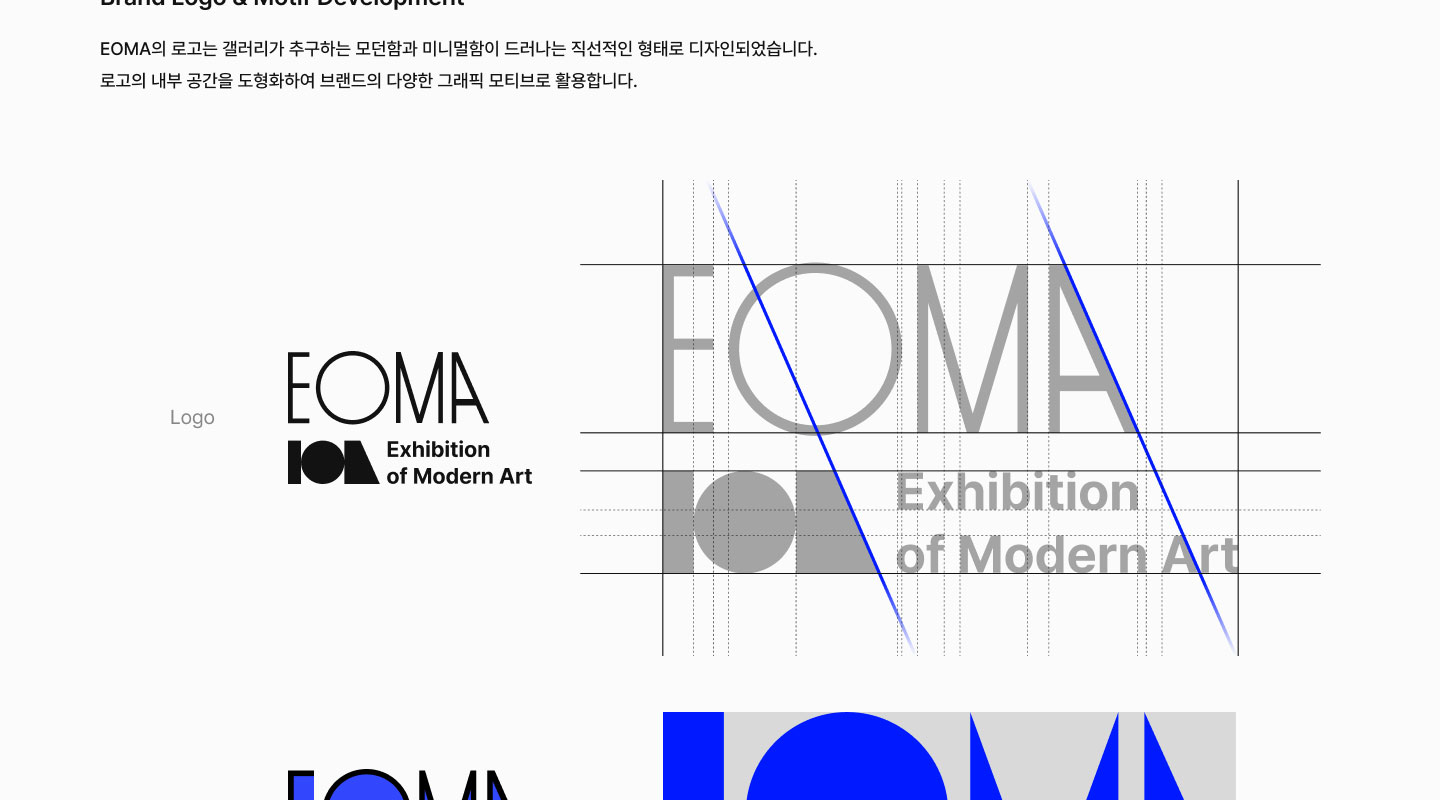 Brand Logo & Motif Development
EOMA의 로고는 갤러리가 추구하는 모던함과 미니멀함이 드러나는 직선적인 형태로 디자인되었습니다.
로고의 내부 공간을 도형화하여 브랜드의 다양한 그래픽 모티브로 활용합니다.
Logo
EOMA
Exhibition
of Modern Art
EOMA
Exhibition
of Modern Art
EOMA